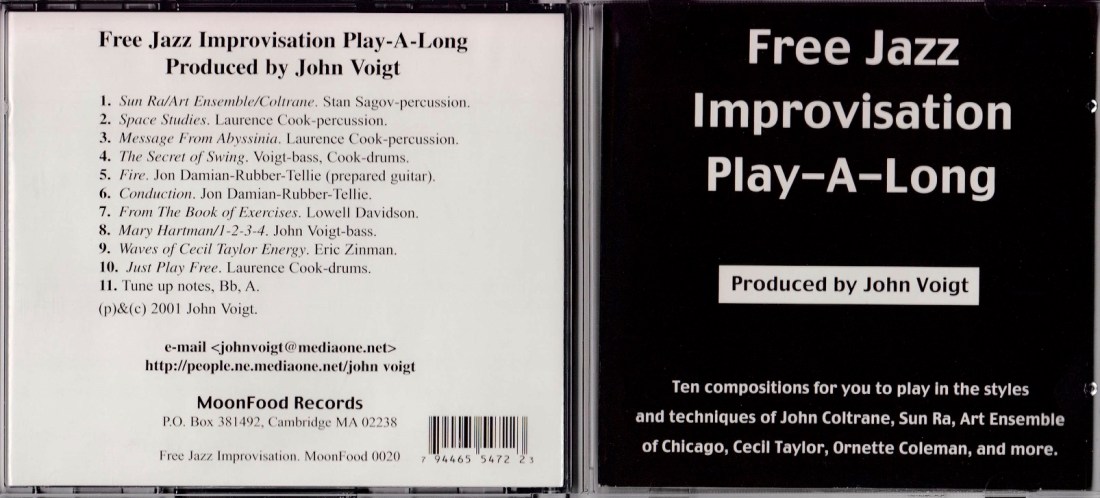 Free Jazz Improvisation Play-A-Long
Produced by John Voigt
1. Sun Ra/Art Ensemble/Coltrane. Stan Sagov-percussion.
2. Space Studies. Laurence Cook-percussion.
3. Message From Abyssinia. Laurence Cook-percussion.
4. The Secret of Swing. Voigt-bass, Cook-drums.
5. Fire. Jon Damian-Rubber-Tellie (prepared guitar).
6. Conduction. Jon Damian-Rubber-Tellie.
7. From The Book of Exercises. Lowell Davidson.
8. Mary Hartman/1-2-3-4. John Voigt-bass.
9. Waves of Cecil Taylor Energy. Eric Zinman.
10. Just Play Free. Laurence Cook-drums.
11. Tune up notes, Bb, A.
(p)&(c) 2001 John Voigt.
e-mail <johnvoigt@mediaone.net>
http://people.ne.mediaone.net/john voigt
MoonFood Records
P.O. Box 381492, Cambridge MA 02238
Free Jazz Improvisation. MoonFood 0020
7 94465 5472 2 3
Free Jazz
Improvisation
Play-A-Long
Produced by John Voigt
Ten compositions for you to play in the styles
and techniques of John Coltrane, Sun Ra, Art Ensemble
of Chicago, Cecil Taylor, Ornette Coleman, and more.